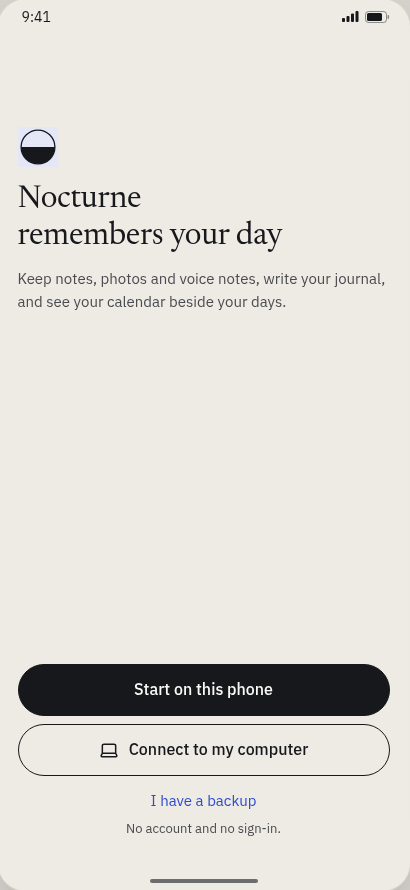 9:41
Nocturne
remembers your day
Keep notes, photos and voice notes, write your journal,
and see your calendar beside your days.
Start on this phone
Connect to my computer
I have a backup
No account and no sign-in.